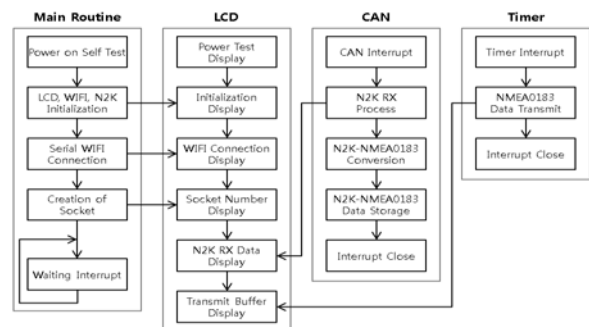 Main Routine
Power on Self Test
LCD, WIFI, N2K
Initialization
Serial WIFI
Connection
Creation of
Socket
Waiting Interrupt
LCD
Power Test
Display
Initialization
Display
WIFI Connection
Display
Socket Number
Display
N2K RX Data
Display
Transmit Buffer
Display
CAN
CAN Interrupt
N2K RX
Process
N2K-NMEA0183
Conversion
N2K-NMEA0183
Data Storage
Interrupt Close
Timer
Timer Interrupt
NMEA0183
Data Transmit
Interrupt Close